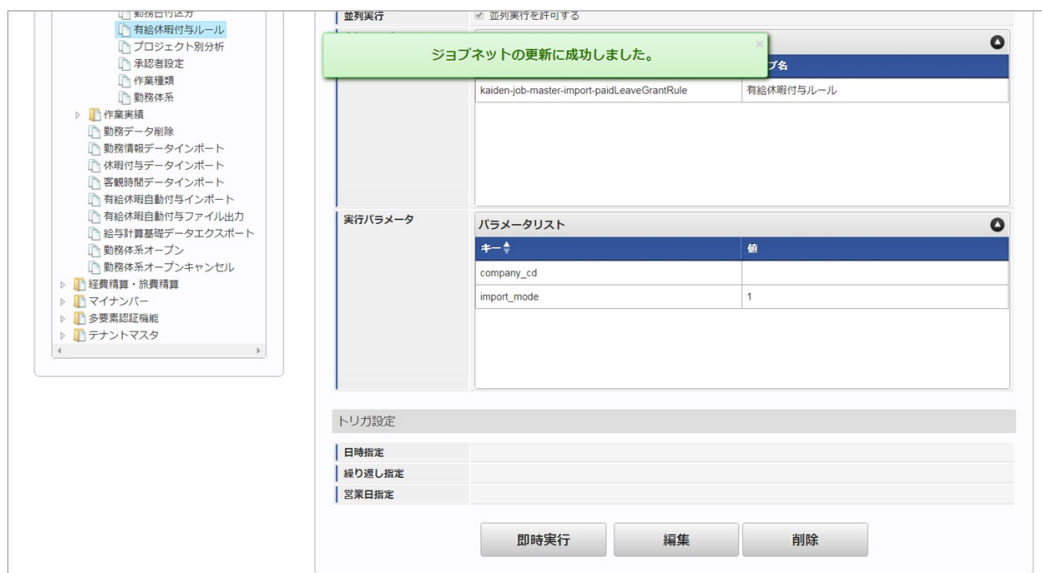 勤務日付区分
有給休暇付与ルール
プロジェクト別分析
承認者設定
作業種類
勤務体系
作業実績
勤務データ削除
勤務情報データインポート
休暇付与データインポート
客観時間データインポート
有給休暇自動付与インポート
有給休暇自動付与ファイル出力
給与計算基礎データエクスポート
勤務体系オープン
勤務体系オープンキャンセル
経費精算・旅費精算
マイナンバー
多要素認証機能
テナントマスタ
並列実行
並列実行を許可する
ジョブネットの更新に成功しました。
ブ名
kaiden-job-master-import-paidLeaveGrantRule
有給休暇付与ルール
実行パラメータ
パラメータリスト
キー
値
company_cd
import_mode
1
トリガ設定
日時指定
繰り返し指定
営業日指定
即時実行
編集
削除